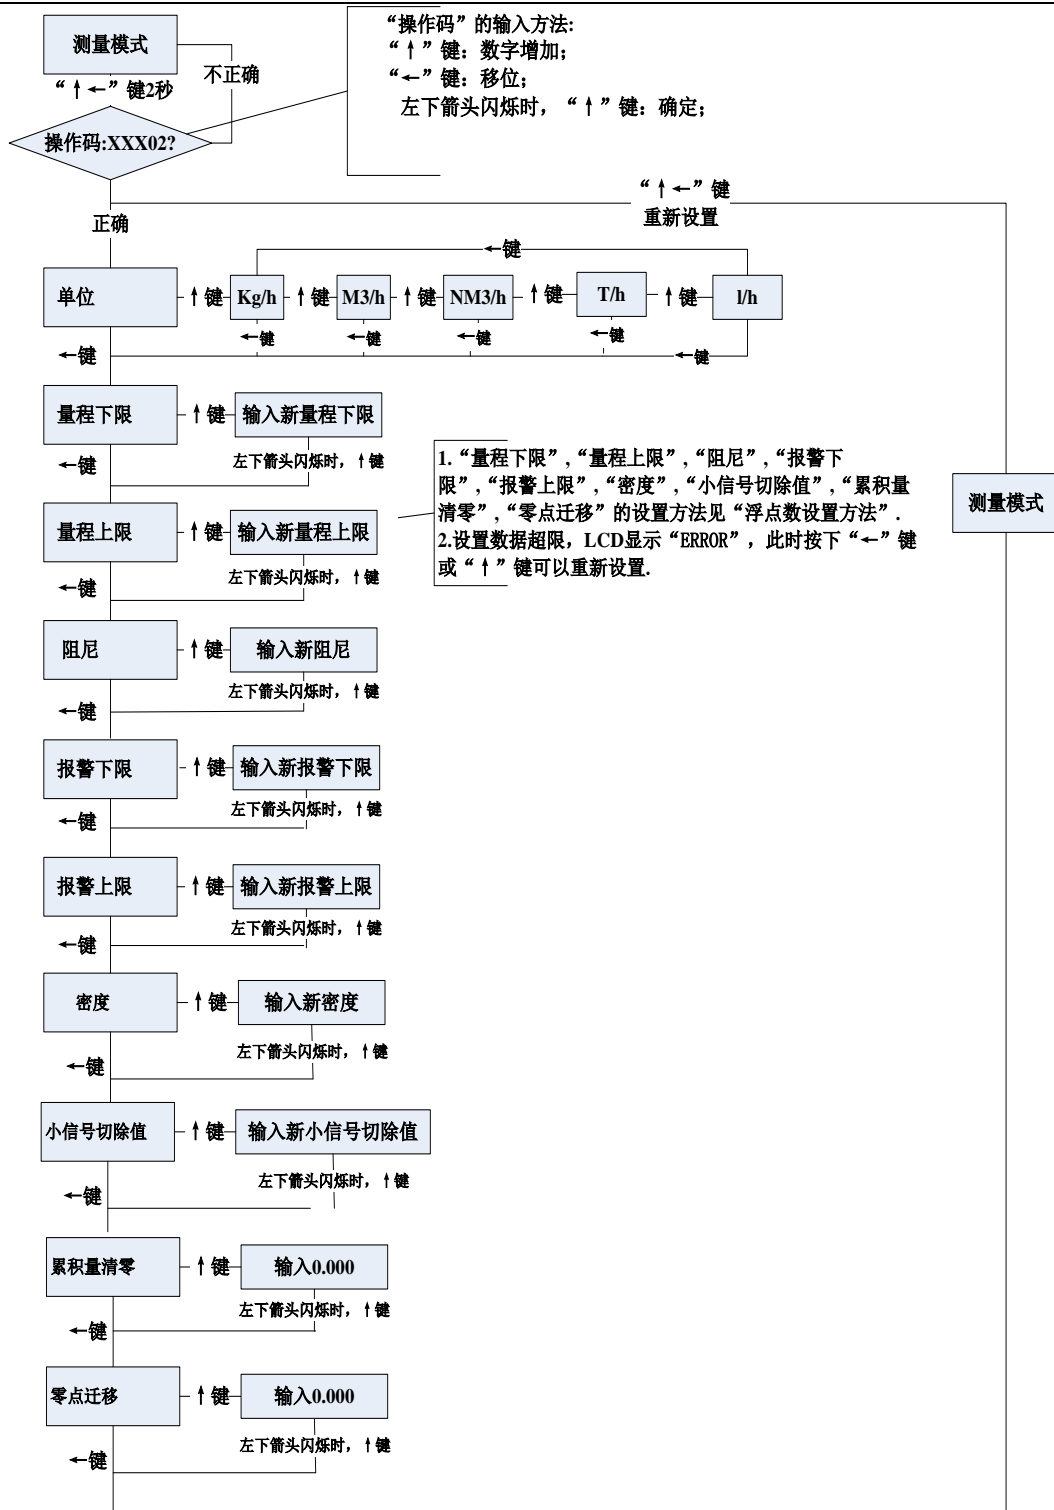 测量模式
“↑←”键2秒
不正确
操作码:XXX02?
“操作码”的输入方法:
“↑”键：数字增加；
“←”键：移位；
左下箭头闪烁时，“↑”键：确定；
“↑←”键
重新设置
正确
←键
单位
↑键
Kg/h
↑键
M3/h
↑键
NM3/h
↑键
T/h
↑键
l/h
←键
←键
←键
←键
←键
←键
量程下限
↑键
输入新量程下限
左下箭头闪烁时，↑键
←键
1.“量程下限”,“量程上限”,“阻尼”,“报警下
限”,“报警上限”,“密度”,“小信号切除值”,“累积量
清零”,“零点迁移”的设置方法见“浮点数设置方法”.
2.设置数据超限，LCD显示“ERROR”，此时按下“←”键
或“↑”键可以重新设置.
测量模式
量程上限
↑键
输入新量程上限
左下箭头闪烁时，↑键
←键
阻尼
↑键
输入新阻尼
左下箭头闪烁时，↑键
←键
报警下限
↑键
输入新报警下限
左下箭头闪烁时，↑键
←键
报警上限
↑键
输入新报警上限
左下箭头闪烁时，↑键
←键
密度
↑键
输入新密度
左下箭头闪烁时，↑键
←键
小信号切除值
↑键
输入新小信号切除值
左下箭头闪烁时，↑键
←键
累积量清零
↑键
输入0.000
左下箭头闪烁时，↑键
←键
零点迁移
↑键
输入0.000
左下箭头闪烁时，↑键
←键